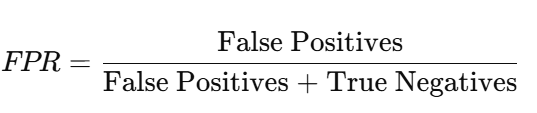 FPR = False Positives / False Positives + True Negatives